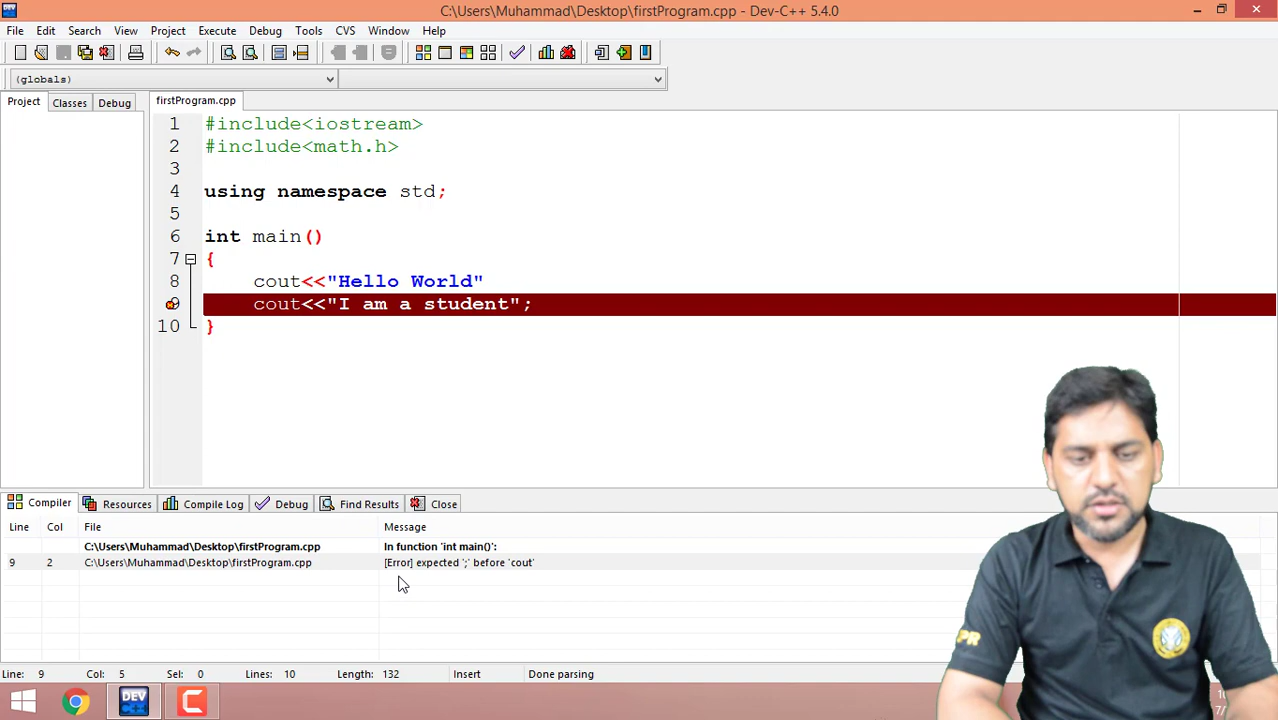 C:\Users\Muhammad\Desktop\firstProgram.cpp - Dev-C++ 5.4.0
File Edit Search View Project Execute Debug Tools CVS Window Help
(globals)
Project Classes Debug firstProgram.cpp
1 #include<iostream>
2 #include<math.h>
3
4 using namespace std;
5
6 int main()
7 {
8 cout<<"Hello World"
9 cout<<"I am a student";
10 }
Compiler Resources Compile Log Debug Find Results Close
Line Col File Message
C:\Users\Muhammad\Desktop\firstProgram.cpp In function 'int main()':
9 2 C:\Users\Muhammad\Desktop\firstProgram.cpp [Error] expected ';' before 'cout'
Line: 9 Col: 5 Sel: 0 Lines: 10 Length: 132 Insert Done parsing
DEV